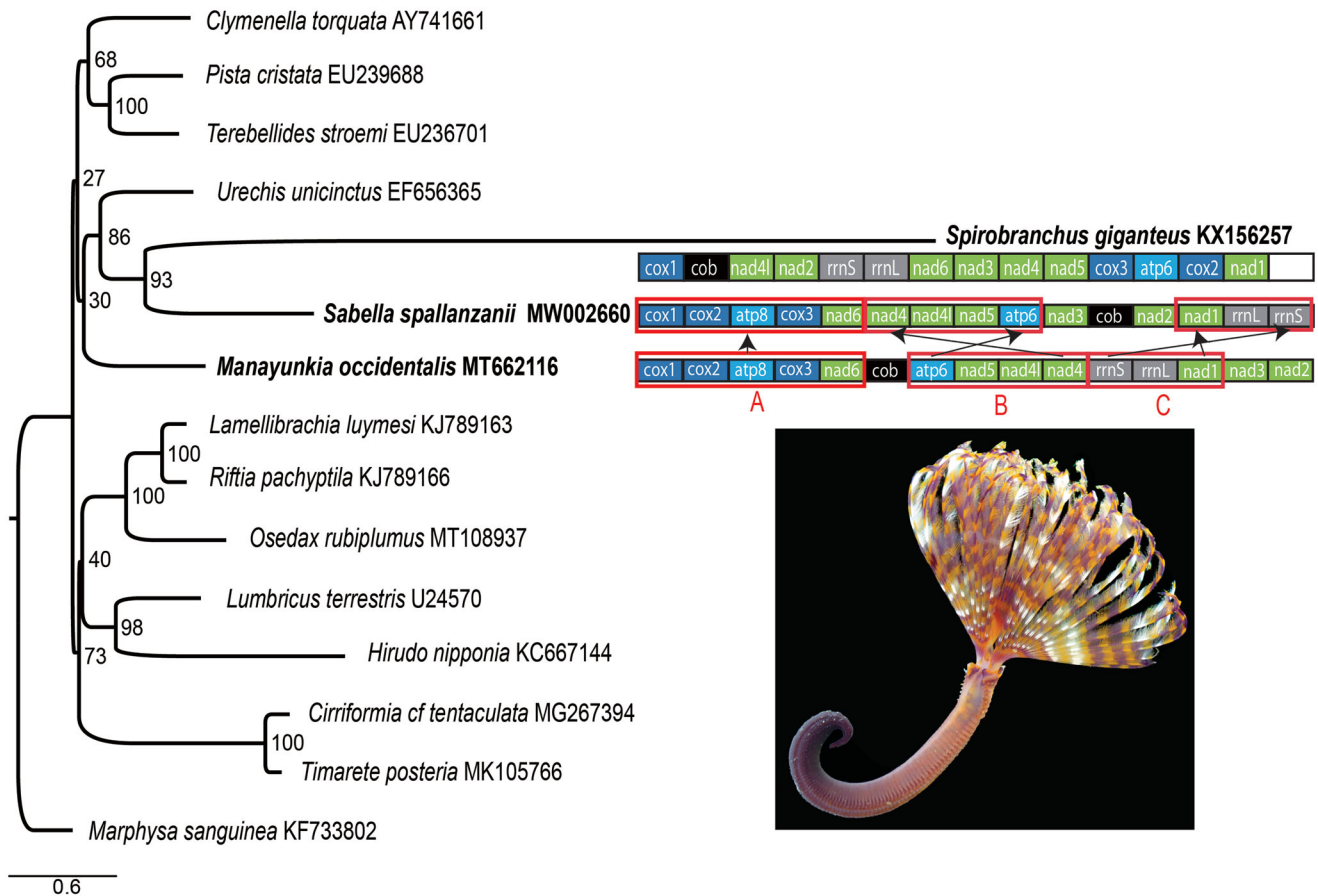 Clymenella torquata AY741661
68
Pista cristata EU239688
100
Terebellides stroemi EU236701
27
Urechis unicinctus EF656365
86
Spirobranchus giganteus KX156257
cox1 cob nad4l nad2 rrnS rrnL nad6 nad3 nad4 nad5 cox3 atp6 cox2 nad1
93
30
Sabella spallanzanii MW002660
cox1 cox2 atp8 cox3 nad6 nad4 nad4l nad5 atp6 nad3 cob nad2 nad1 rrnL rrnS
Manayunkia occidentalis MT662116
cox1 cox2 atp8 cox3 nad6 cob atp6 nad5 nad4l nad4 rrnS rrnL nad1 nad3 nad2
A B C
Lamellibrachia luymesi KJ789163
100
Riftia pachyptila KJ789166
100
Osedax rubiplumus MT108937
40
Lumbricus terrestris U24570
98
73
Hirudo nipponia KC667144
Cirriformia cf tentaculata MG267394
100
Timarete posteria MK105766
Marphysa sanguinea KF733802
0.6